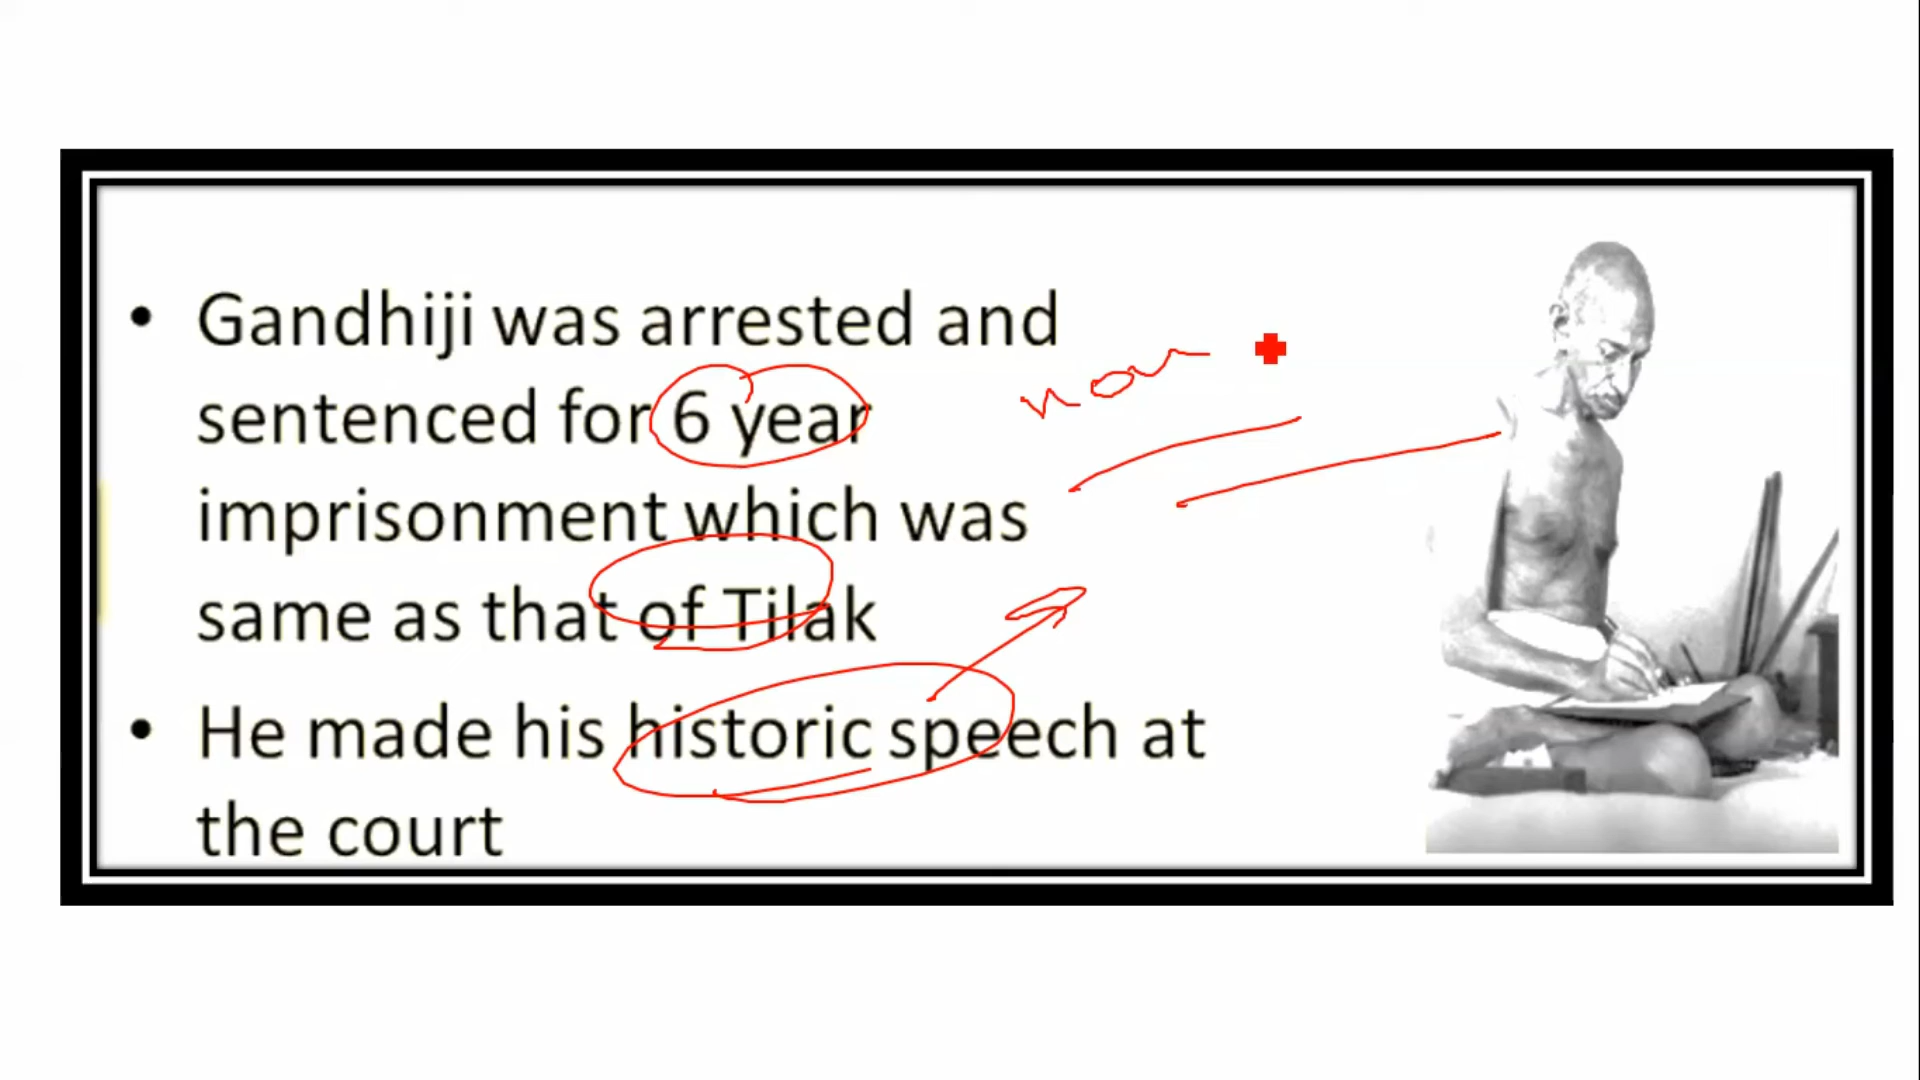 • Gandhiji was arrested and
sentenced for 6 year
imprisonment which was
same as that of Tilak
• He made his historic speech at
the court